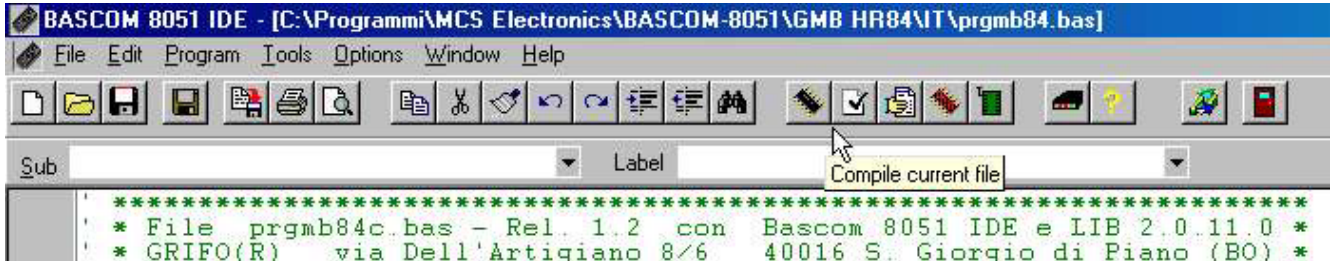 BASCOM 8051 IDE - [C:\Programmi\MCS Electronics\BASCOM-8051\GMB HR84\IT\prgmb84.bas]
File Edit Program Tools Options Window Help
Sub Label
Compile current file
' **********************************************************************
' * File prgmb84c.bas - Rel. 1.2 con Bascom 8051 IDE e LIB 2.0.11.0 *
' * GRIFO(R) via Dell'Artigiano 8/6 40016 S. Giorgio di Piano (BO) *